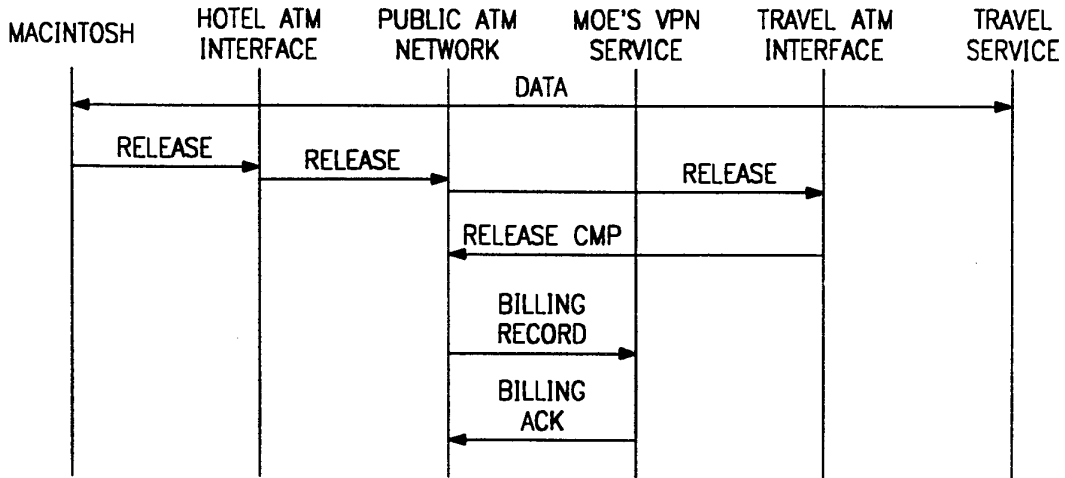 MACINTOSH
HOTEL ATM
INTERFACE
PUBLIC ATM
NETWORK
MOE'S VPN
SERVICE
TRAVEL ATM
INTERFACE
TRAVEL
SERVICE
DATA
RELEASE
RELEASE
RELEASE
RELEASE CMP
BILLING
RECORD
BILLING
ACK